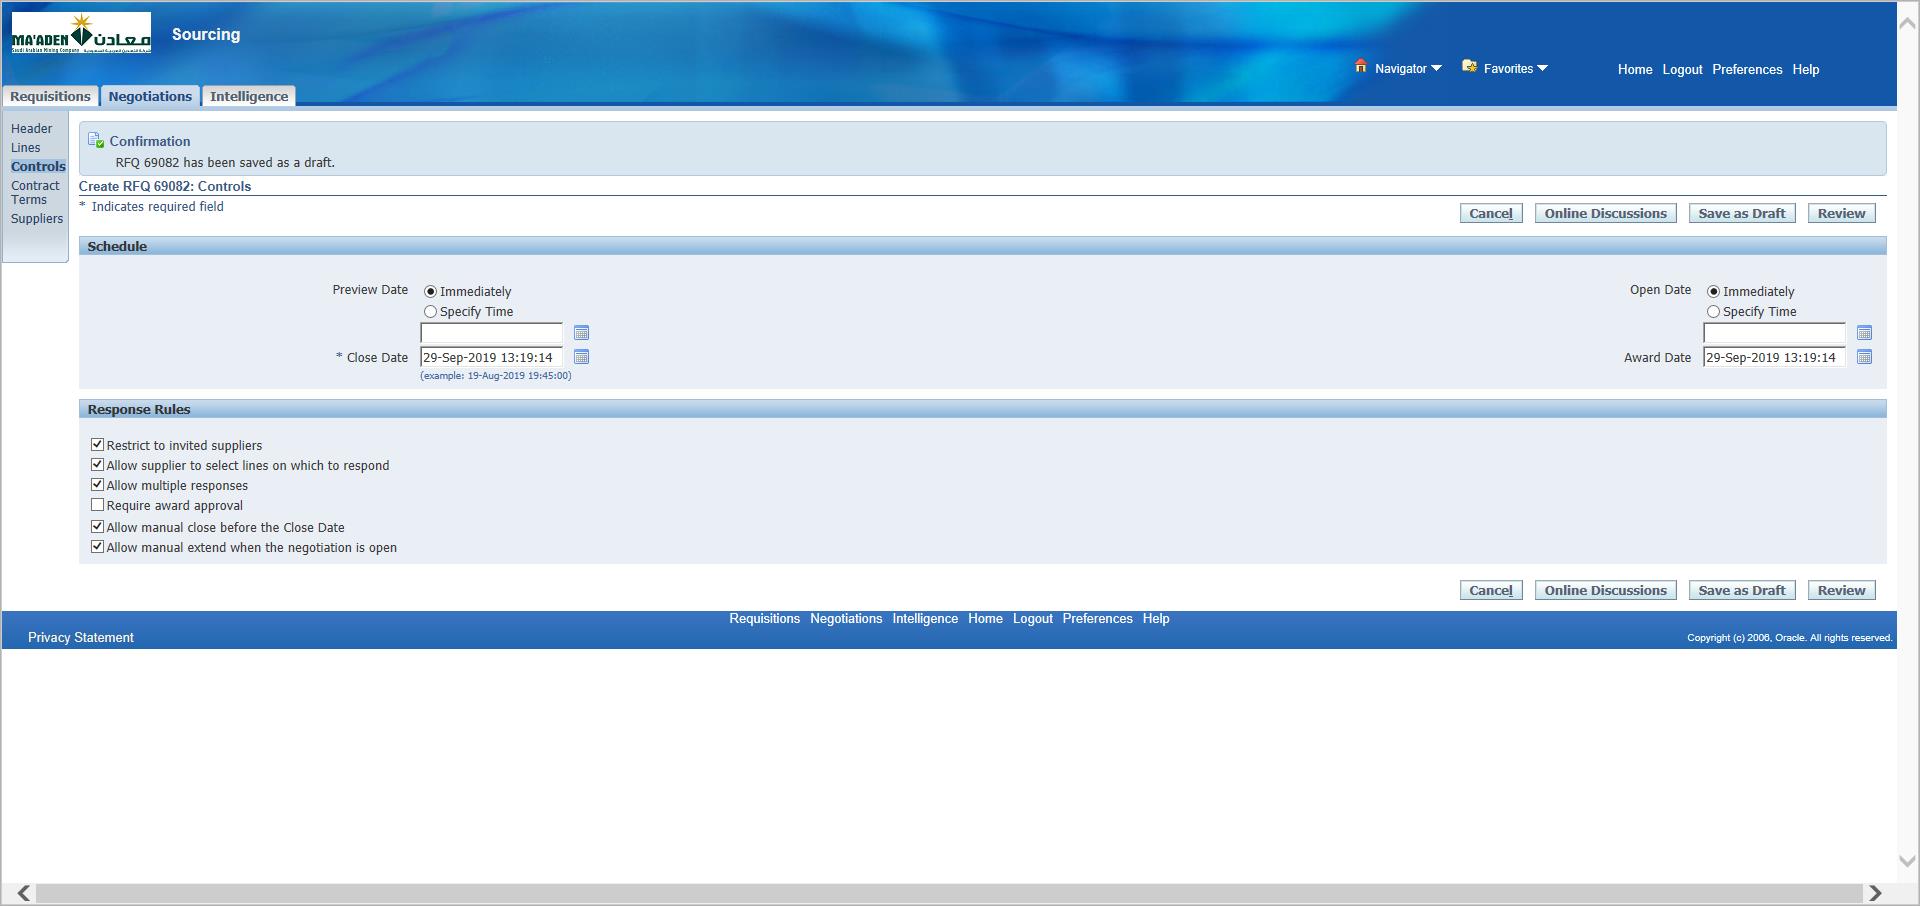 MA'ADEN معادن
Saudi Arabian Mining Company
Sourcing
Navigator Favorites Home Logout Preferences Help
Requisitions Negotiations Intelligence
Header
Lines
Controls
Contract Terms
Suppliers
Confirmation
RFQ 69082 has been saved as a draft.
Create RFQ 69082: Controls
* Indicates required field
Cancel Online Discussions Save as Draft Review
Schedule
Preview Date Immediately
Specify Time
* Close Date 29-Sep-2019 13:19:14
(example: 19-Aug-2019 19:45:00)
Open Date Immediately
Specify Time
Award Date 29-Sep-2019 13:19:14
Response Rules
Restrict to invited suppliers
Allow supplier to select lines on which to respond
Allow multiple responses
Require award approval
Allow manual close before the Close Date
Allow manual extend when the negotiation is open
Cancel Online Discussions Save as Draft Review
Requisitions Negotiations Intelligence Home Logout Preferences Help
Privacy Statement
Copyright (c) 2006, Oracle. All rights reserved.